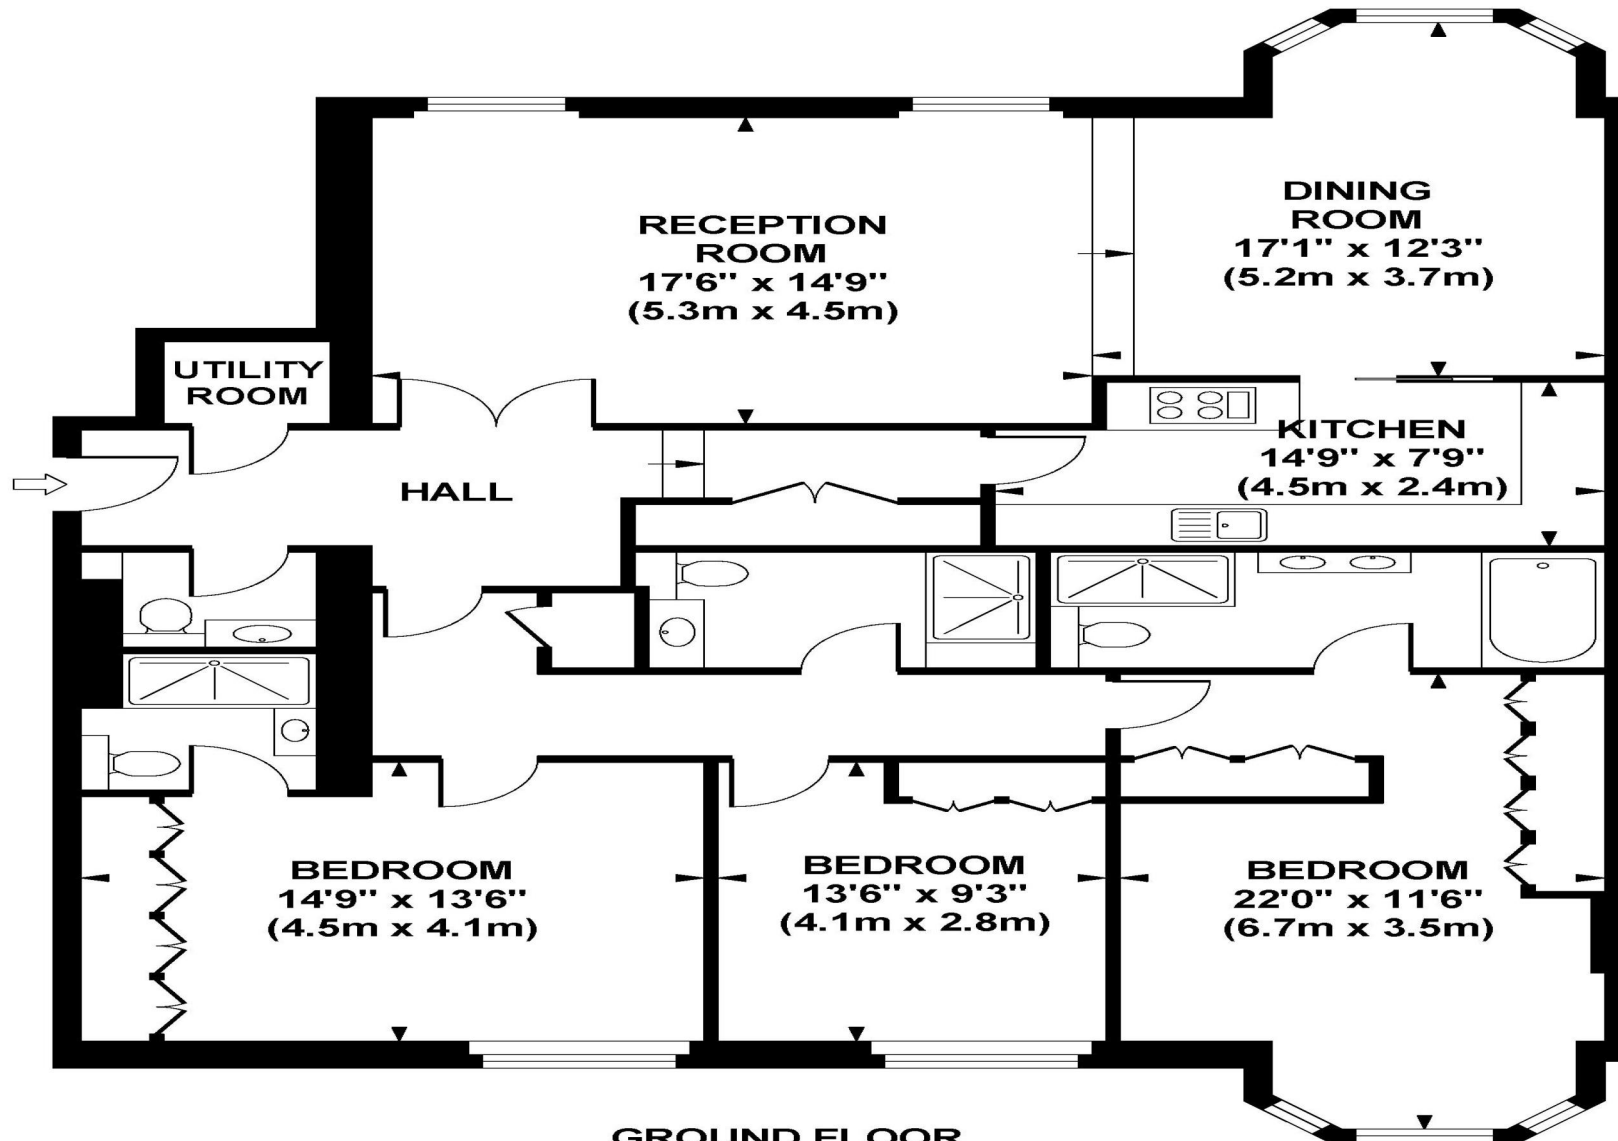 RECEPTION
ROOM
17'6" x 14'9"
(5.3m x 4.5m)
DINING
ROOM
17'1" x 12'3"
(5.2m x 3.7m)
UTILITY
ROOM
KITCHEN
14'9" x 7'9"
(4.5m x 2.4m)
HALL
BEDROOM
14'9" x 13'6"
(4.5m x 4.1m)
BEDROOM
13'6" x 9'3"
(4.1m x 2.8m)
BEDROOM
22'0" x 11'6"
(6.7m x 3.5m)
GROUND FLOOR